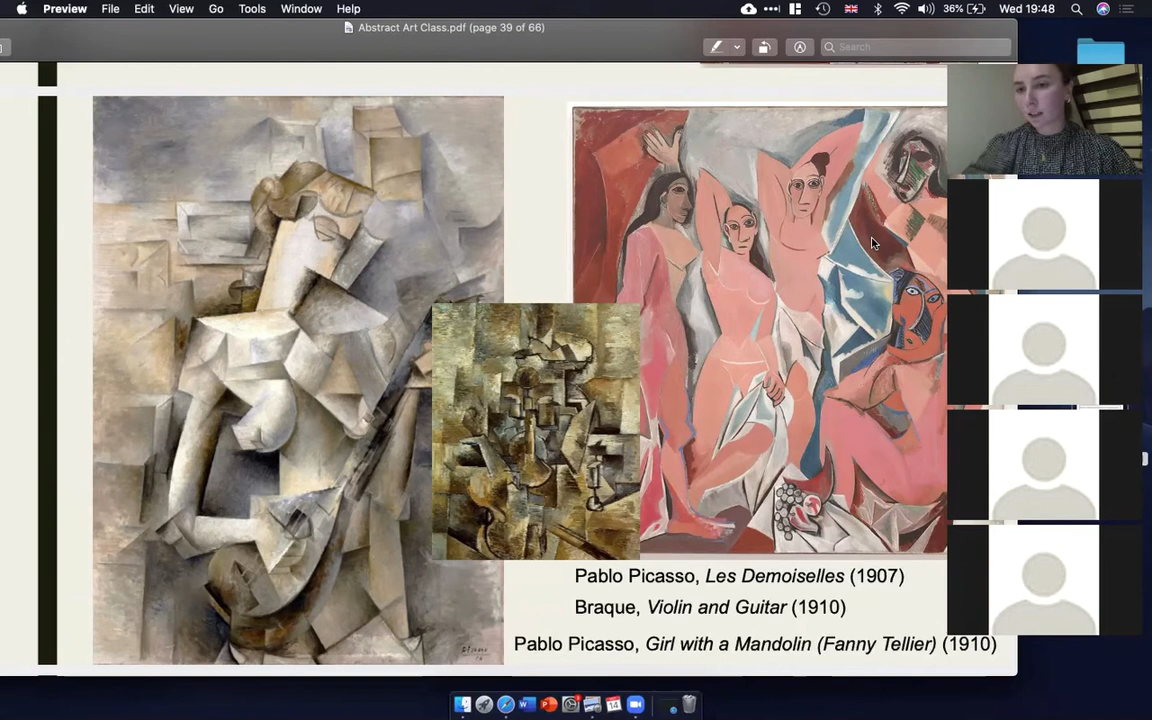 Preview File Edit View Go Tools Window Help 36% Wed 19:48
Abstract Art Class.pdf (page 39 of 66)
Search
Pablo Picasso, Les Demoiselles (1907)
Braque, Violin and Guitar (1910)
Pablo Picasso, Girl with a Mandolin (Fanny Tellier) (1910)
14